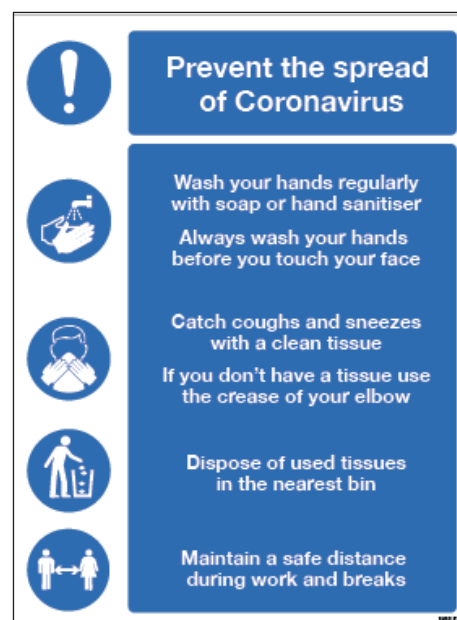 Prevent the spread
of Coronavirus
Wash your hands regularly
with soap or hand sanitiser
Always wash your hands
before you touch your face
Catch coughs and sneezes
with a clean tissue
If you don't have a tissue use
the crease of your elbow
Dispose of used tissues
in the nearest bin
Maintain a safe distance
during work and breaks